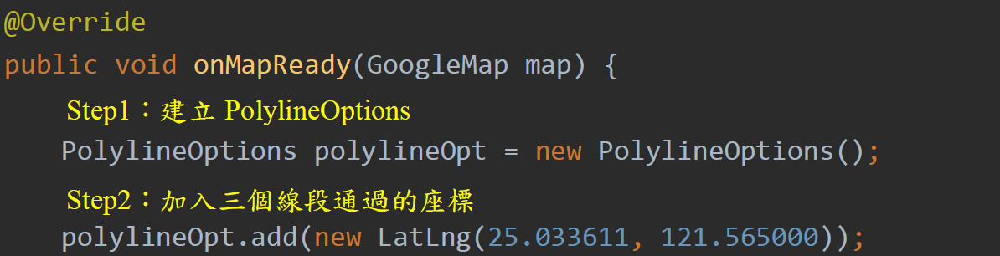 @Override
public void onMapReady(GoogleMap map) {
Step1：建立 PolylineOptions
PolylineOptions polylineOpt = new PolylineOptions();
Step2：加入三個線段通過的座標
polylineOpt.add(new LatLng(25.033611, 121.565000));